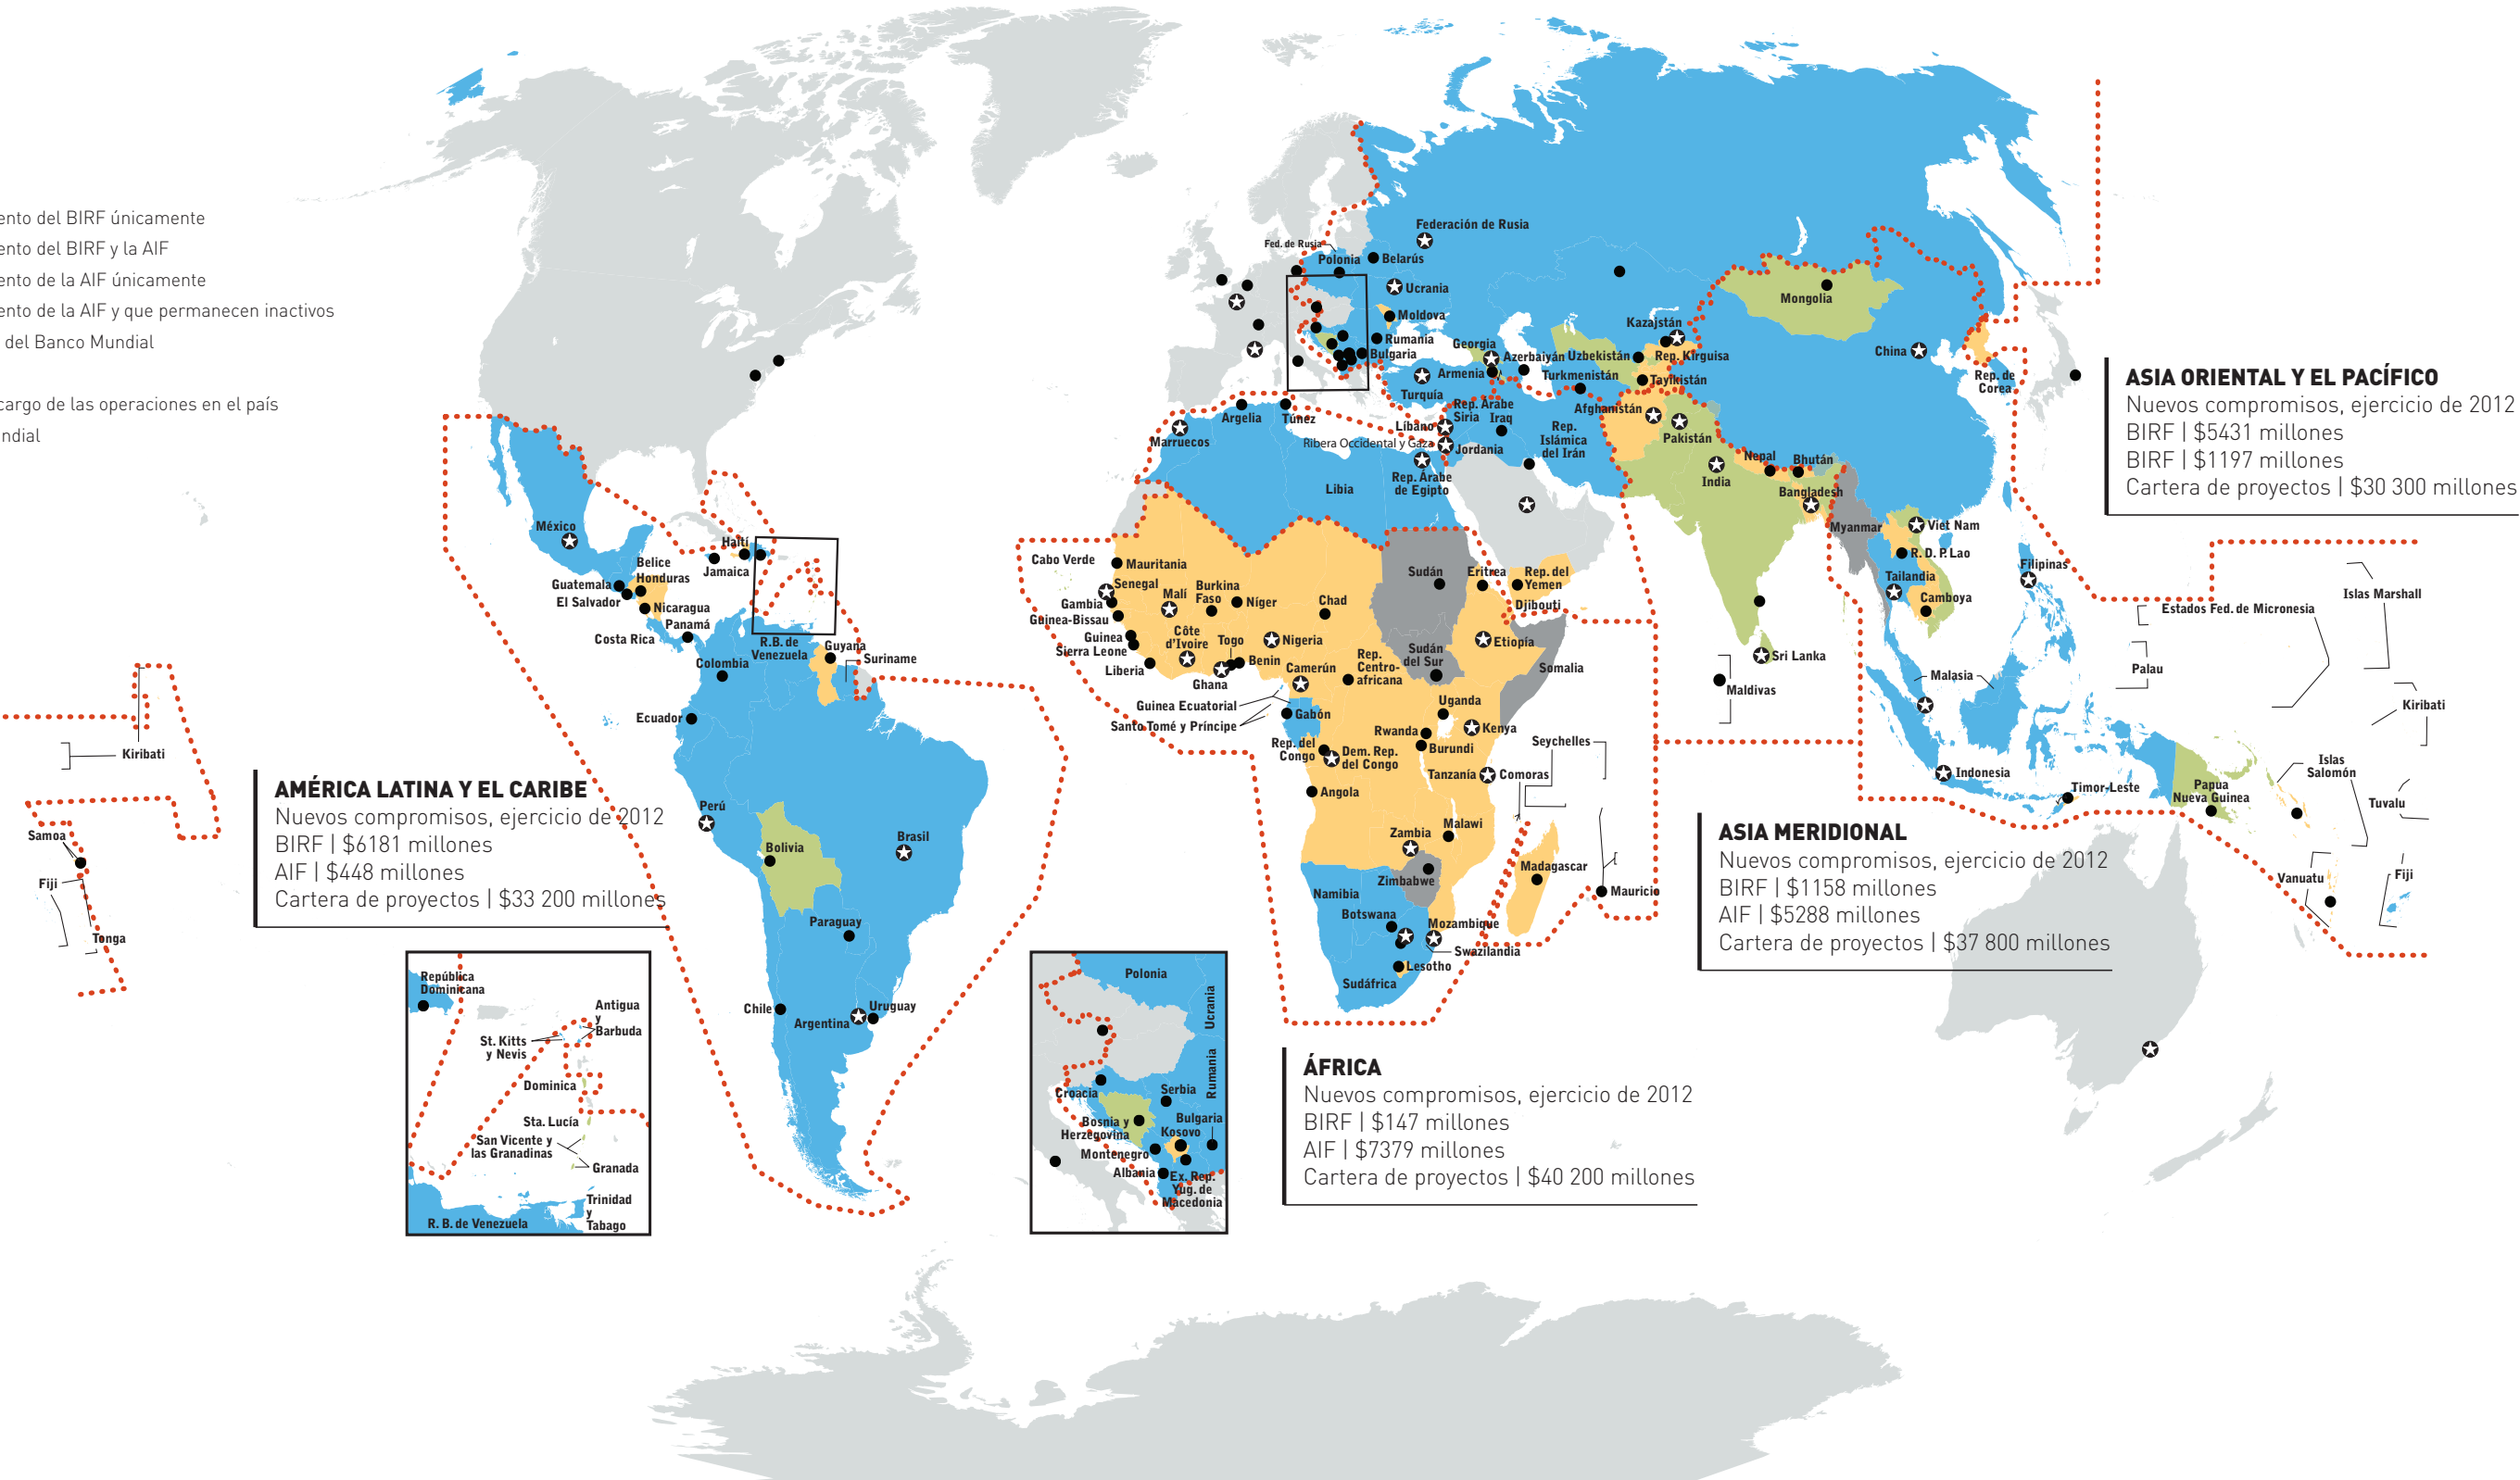 ento del BIRF únicamente
ento del BIRF y la AIF
ento de la AIF únicamente
ento de la AIF y que permanecen inactivos
del Banco Mundial
cargo de las operaciones en el país
ndial
Federación de Rusia
Fed. de Rusia
Polonia
Belarús
Ucrania
Moldova
Rumania
Bulgaria
Georgia
Armenia
Azerbaiyán
Uzbekistán
Kazajstán
Rep. Kirguisa
Turkmenistán
Tayikistán
Turquía
Mongolia
China
Rep. de
Corea
ASIA ORIENTAL Y EL PACÍFICO
Nuevos compromisos, ejercicio de 2012
BIRF | $5431 millones
BIRF | $1197 millones
Cartera de proyectos | $30 300 millones
Marruecos
Argelia
Túnez
Libia
Rep. Árabe
de Egipto
Ribera Occidental y Gaza
Líbano
Rep. Árabe
Siria
Iraq
Jordania
Rep.
Islámica
del Irán
Afghanistán
Pakistán
India
Nepal
Bhután
Bangladesh
Myanmar
Viet Nam
R. D. P. Lao
Tailandia
Camboya
Filipinas
Sri Lanka
Maldivas
Malasia
Indonesia
Timor-Leste
Papua
Nueva Guinea
Estados Fed. de Micronesia
Islas Marshall
Palau
Kiribati
Islas
Salomón
Tuvalu
Vanuatu
Fiji
México
Belice
Honduras
Guatemala
El Salvador
Nicaragua
Panamá
Costa Rica
Haití
Jamaica
R.B. de
Venezuela
Guyana
Suriname
Colombia
Ecuador
Perú
Brasil
Bolivia
Paraguay
Chile
Argentina
Uruguay
Kiribati
Samoa
Fiji
Tonga
AMÉRICA LATINA Y EL CARIBE
Nuevos compromisos, ejercicio de 2012
BIRF | $6181 millones
AIF | $448 millones
Cartera de proyectos | $33 200 millones
Cabo Verde
Mauritania
Senegal
Gambia
Guinea-Bissau
Guinea
Sierra Leone
Liberia
Malí
Burkina
Faso
Níger
Chad
Côte
d'Ivoire
Togo
Nigeria
Benin
Ghana
Camerún
Rep.
Centro-
africana
Sudán
Sudán
del Sur
Eritrea
Rep. del
Yemen
Djibouti
Etiopía
Somalia
Guinea Ecuatorial
Santo Tomé y Príncipe
Gabón
Rep. del
Congo
Dem. Rep.
del Congo
Uganda
Rwanda
Burundi
Kenya
Tanzanía
Comoras
Seychelles
Angola
Zambia
Malawi
Zimbabwe
Madagascar
Mauricio
Namibia
Botswana
Mozambique
Swazilandia
Lesotho
Sudáfrica
ASIA MERIDIONAL
Nuevos compromisos, ejercicio de 2012
BIRF | $1158 millones
AIF | $5288 millones
Cartera de proyectos | $37 800 millones
República
Dominicana
Antigua
y
Barbuda
St. Kitts
y Nevis
Dominica
Sta. Lucía
San Vicente y
las Granadinas
Granada
Trinidad
y
Tabago
R. B. de Venezuela
Polonia
Ucrania
Rumania
Croacia
Serbia
Bosnia y
Herzegovina
Bulgaria
Kosovo
Montenegro
Albania
Ex. Rep.
Yug. de
Macedonia
ÁFRICA
Nuevos compromisos, ejercicio de 2012
BIRF | $147 millones
AIF | $7379 millones
Cartera de proyectos | $40 200 millones